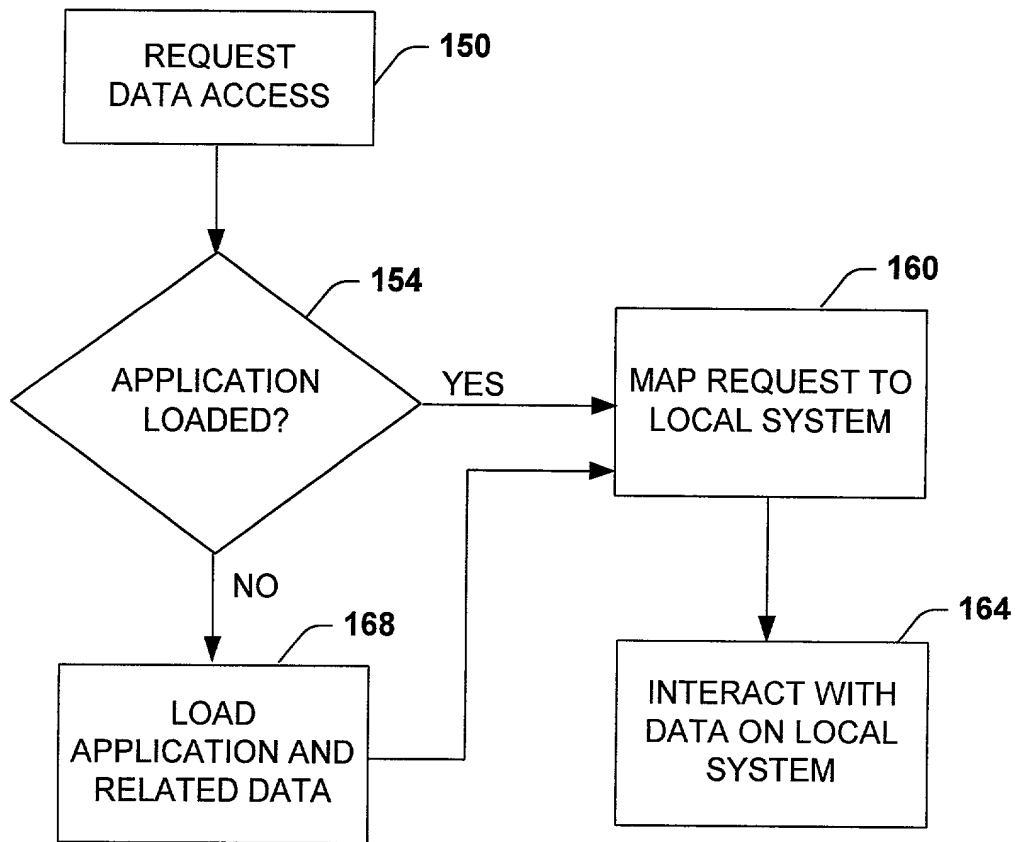 REQUEST
DATA ACCESS
150
154
APPLICATION
LOADED?
YES
NO
160
MAP REQUEST TO
LOCAL SYSTEM
168
LOAD
APPLICATION AND
RELATED DATA
164
INTERACT WITH
DATA ON LOCAL
SYSTEM